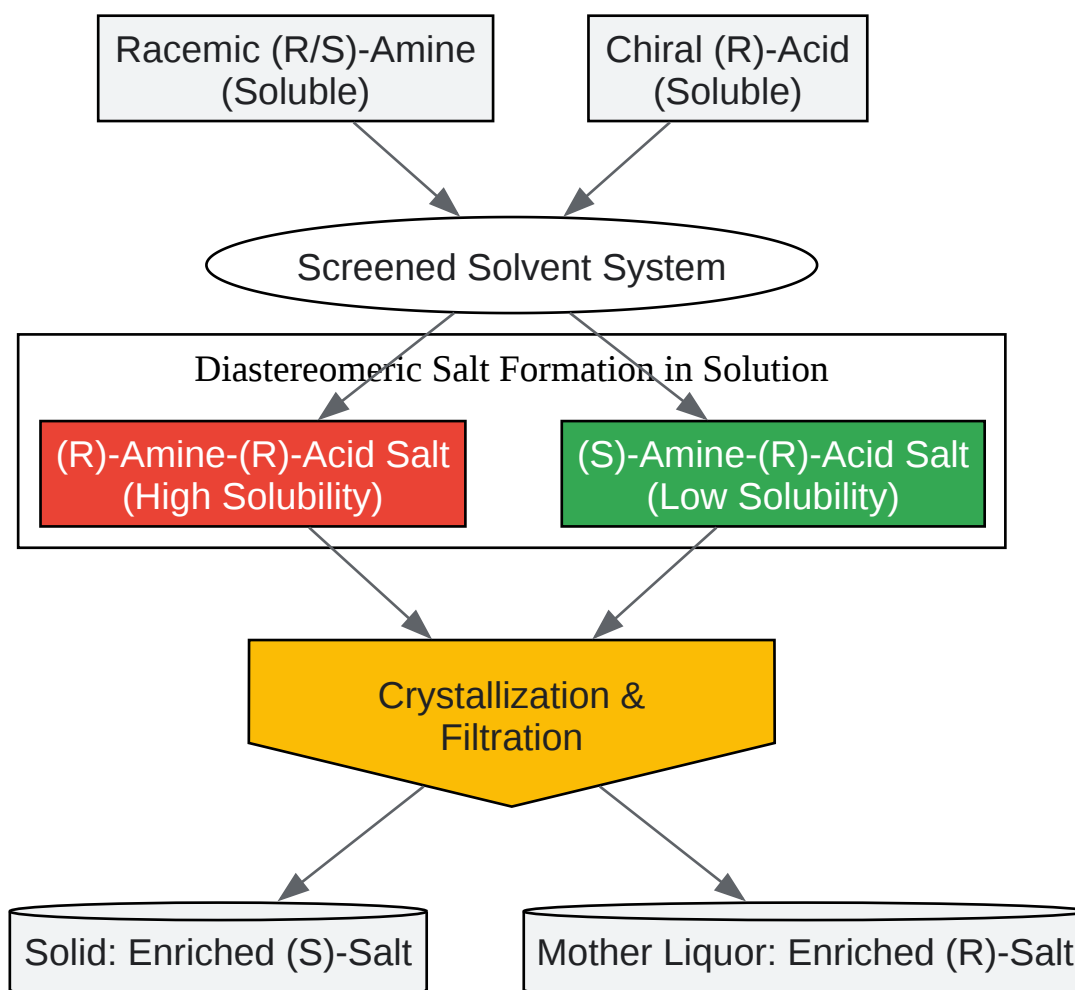 Racemic (R/S)-Amine
(Soluble)
Chiral (R)-Acid
(Soluble)
Screened Solvent System
Diastereomeric Salt Formation in Solution
(R)-Amine-(R)-Acid Salt
(High Solubility)
(S)-Amine-(R)-Acid Salt
(Low Solubility)
Crystallization &
Filtration
Solid: Enriched (S)-Salt
Mother Liquor: Enriched (R)-Salt